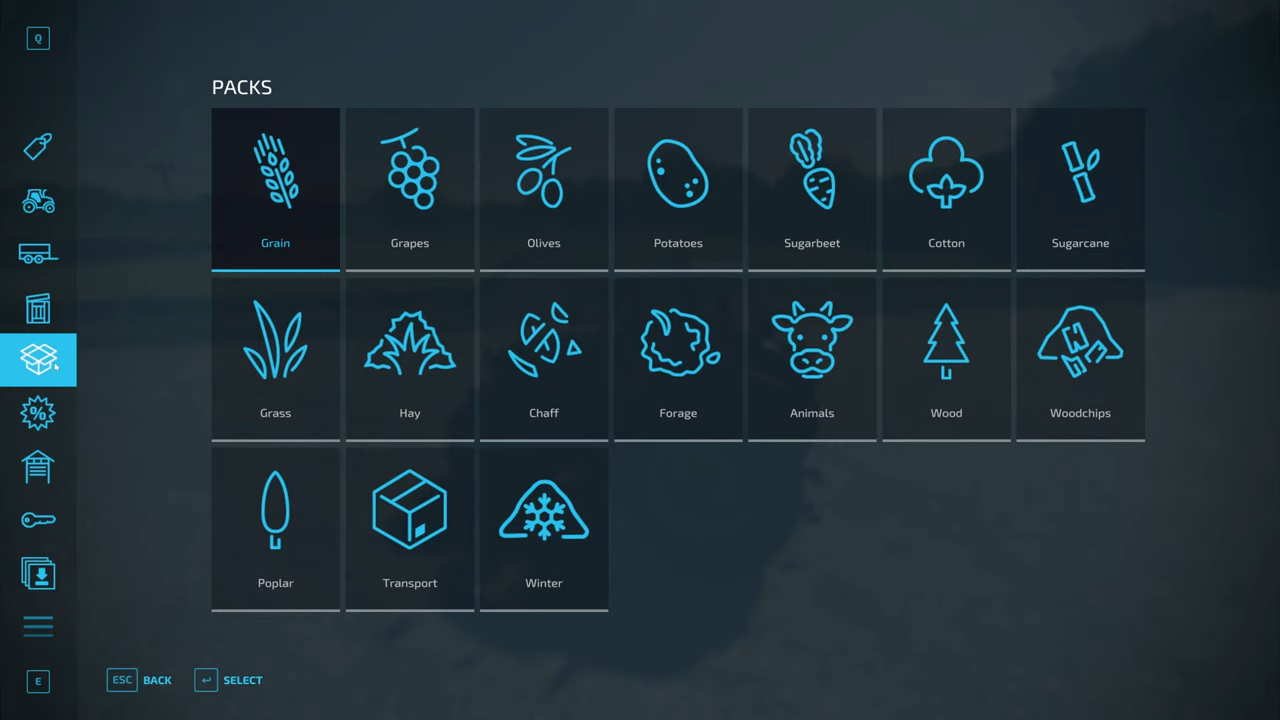 Q
PACKS
Grain Grapes Olives Potatoes Sugarbeet Cotton Sugarcane
%
Grass Hay Chaff Forage Animals Wood Woodchips
Poplar Transport Winter
E
ESC BACK ↵ SELECT